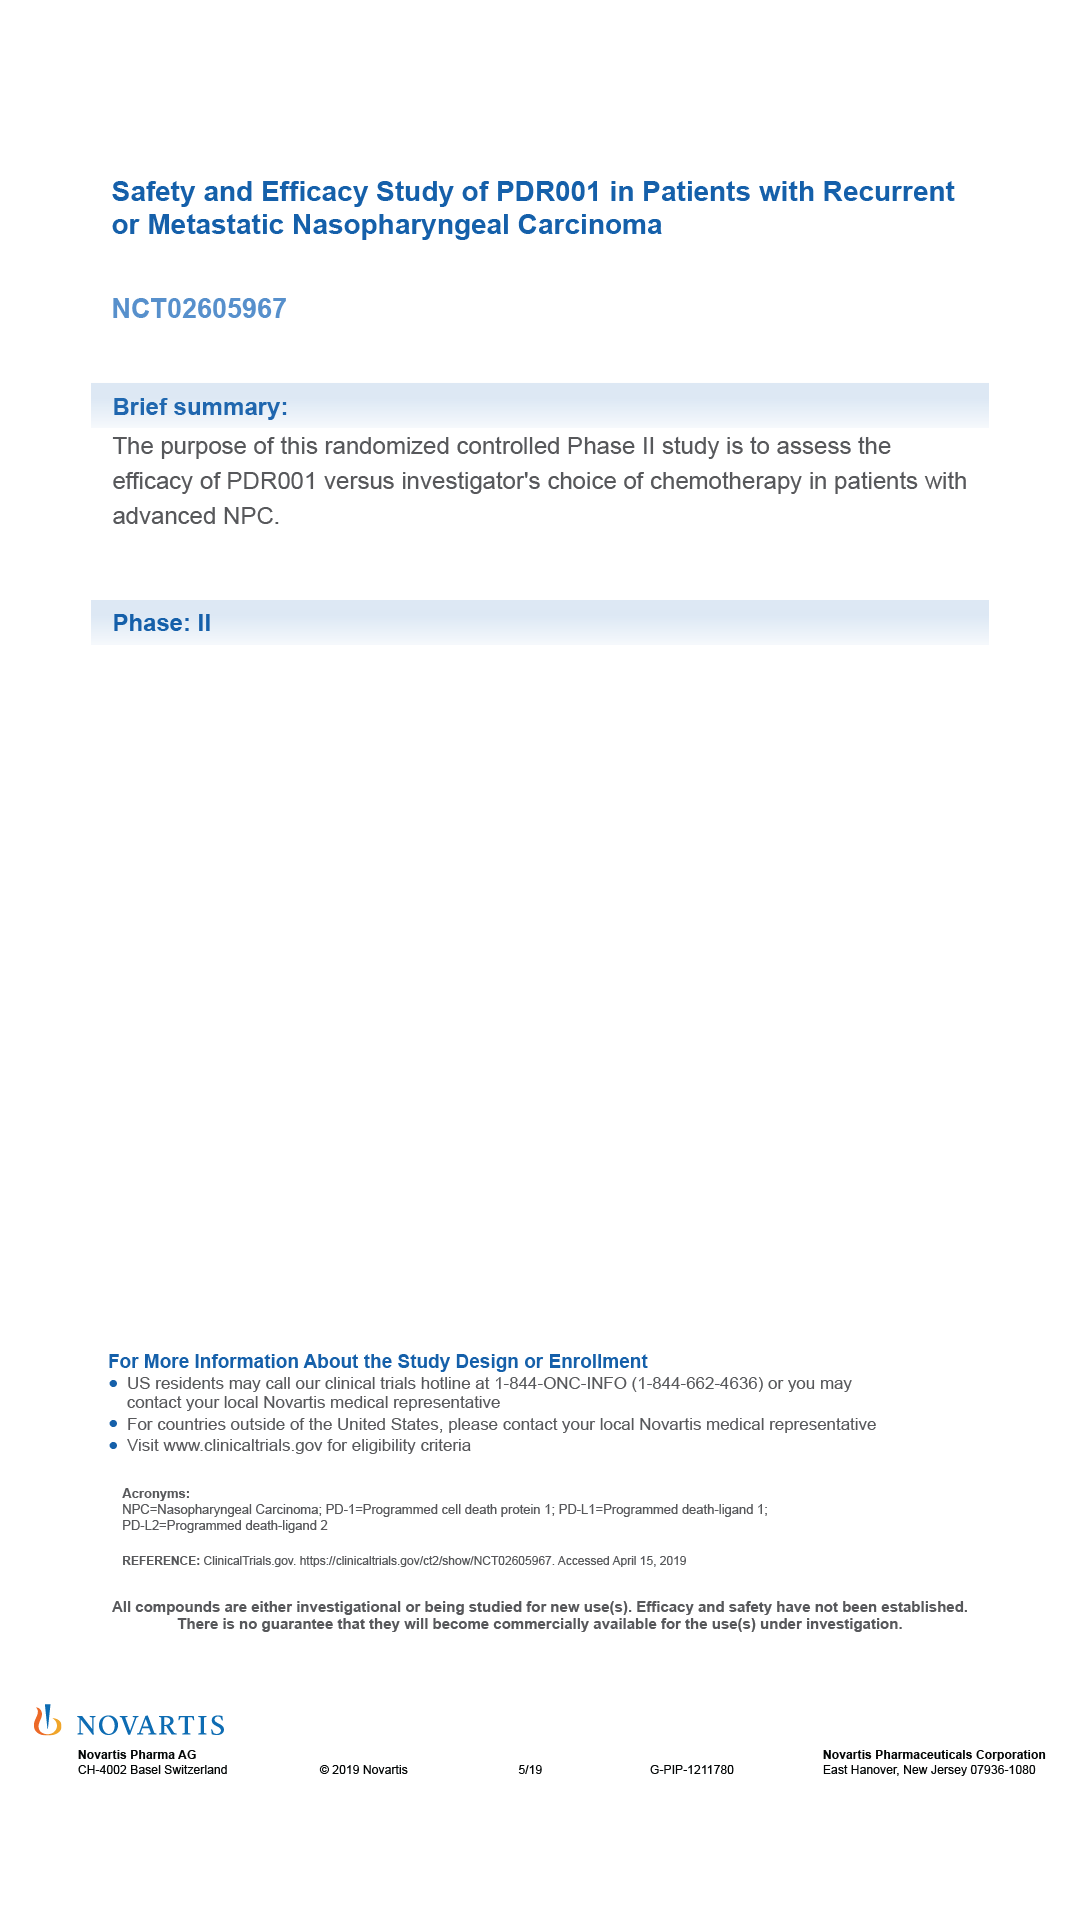 Safety and Efficacy Study of PDR001 in Patients with Recurrent
or Metastatic Nasopharyngeal Carcinoma
NCT02605967
Brief summary:
The purpose of this randomized controlled Phase II study is to assess the
efficacy of PDR001 versus investigator's choice of chemotherapy in patients with
advanced NPC.
Phase: II
For More Information About the Study Design or Enrollment
• US residents may call our clinical trials hotline at 1-844-ONC-INFO (1-844-662-4636) or you may
contact your local Novartis medical representative
• For countries outside of the United States, please contact your local Novartis medical representative
• Visit www.clinicaltrials.gov for eligibility criteria
Acronyms:
NPC=Nasopharyngeal Carcinoma; PD-1=Programmed cell death protein 1; PD-L1=Programmed death-ligand 1;
PD-L2=Programmed death-ligand 2
REFERENCE: ClinicalTrials.gov. https://clinicaltrials.gov/ct2/show/NCT02605967. Accessed April 15, 2019
All compounds are either investigational or being studied for new use(s). Efficacy and safety have not been established.
There is no guarantee that they will become commercially available for the use(s) under investigation.
NOVARTIS
Novartis Pharma AG
CH-4002 Basel Switzerland
© 2019 Novartis
5/19
G-PIP-1211780
Novartis Pharmaceuticals Corporation
East Hanover, New Jersey 07936-1080